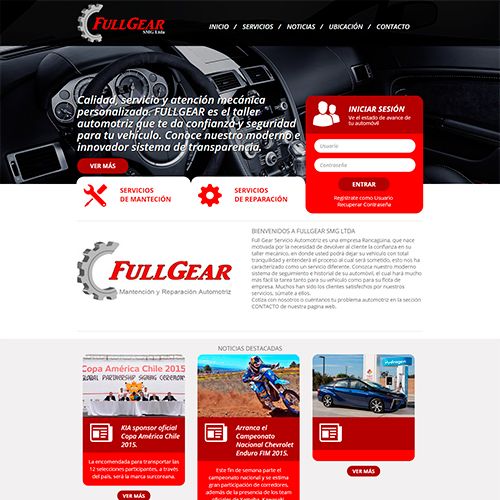 FULLGEAR
SMG Ltda
INICIO / SERVICIOS / NOTICIAS / UBICACIÓN / CONTACTO
Calidad, servicio y atención mecánica
personalizado. FULLGEAR es el taller
automotriz que te da confianza y seguridad
para tu vehículo. Conoce nuestro moderno e
innovador sistema de transparencia.
VER MÁS
INICIAR SESIÓN
Ve el estado de avance de
tu automóvil
Usuario
Contraseña
ENTRAR
Regístrate como Usuario
Recuperar Contraseña
SERVICIOS
DE MANTECIÓN
SERVICIOS
DE REPARACIÓN
FULLGEAR
Mantención y Reparación Automotriz
BIENVENIDOS A FULLGEAR SMG LTDA
Full Gear Servicio Automotriz es una empresa Rancagüina, que nace
motivada por la necesidad de devolver al cliente la confianza en su
taller mecánico, en donde usted pueda dejar su vehículo con total
tranquilidad y entenderá el proceso al cual será sometido, esto nos ha
caracterizado como un servicio diferente. Conozca nuestro moderno
sistema de seguimiento e historial de su automóvil, el cual hará mucho
más fácil la tarea tanto para su vehículo como para su flota de
empresa. Muchos han sido los clientes satisfechos por nuestros
servicios, súmate a ellos.
Cotiza con nosotros o cuéntanos tu problema automotriz en la sección
CONTACTO de nuestra pagina web.
NOTICIAS DESTACADAS
Copa América Chile 2015
GLOBAL PARTNERSHIP SIGNING CEREMONY
KIA sponsor oficial
Copa América Chile
2015.
La encomendada para transportar las
12 selecciones participantes, a través
del país, será la marca surcoreana.
VER MÁS
Arranca el
Campeonato
Nacional Chevrolet
Enduro FIM 2015.
Este fin de semana parte el
campeonato nacional y se estima
gran participación de corredores,
además de la presencia de los team
Hydrogen
VER MÁS